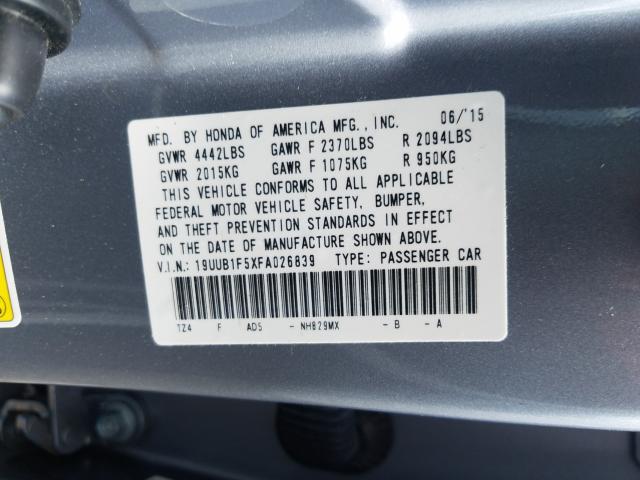 MFD. BY HONDA OF AMERICA MFG., INC. 06/'15
GVWR 4442LBS GAWR F 2370LBS R 2094LBS
GVWR 2015KG GAWR F 1075KG R 950KG
THIS VEHICLE CONFORMS TO ALL APPLICABLE
FEDERAL MOTOR VEHICLE SAFETY, BUMPER,
AND THEFT PREVENTION STANDARDS IN EFFECT
ON THE DATE OF MANUFACTURE SHOWN ABOVE.
V.I.N.: 19UUB1F5XFA026839 TYPE: PASSENGER CAR
TZ4 F AD5 - NH829MX - B - A